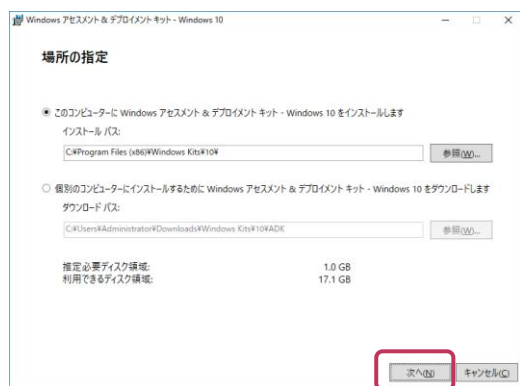 Windows アセスメント & デプロイメント キット - Windows 10
場所の指定
このコンピューターに Windows アセスメント & デプロイメント キット - Windows 10 をインストールします
インストール パス:
C:¥Program Files (x86)¥Windows Kits¥10¥
参照(W)...
個別のコンピューターにインストールするために Windows アセスメント & デプロイメント キット - Windows 10 をダウンロードします
ダウンロード パス:
C:¥Users¥Administrator¥Downloads¥Windows Kits¥10¥ADK
参照(W)...
推定必要ディスク領域: 1.0 GB
利用できるディスク領域: 17.1 GB
次へ(N) キャンセル(C)